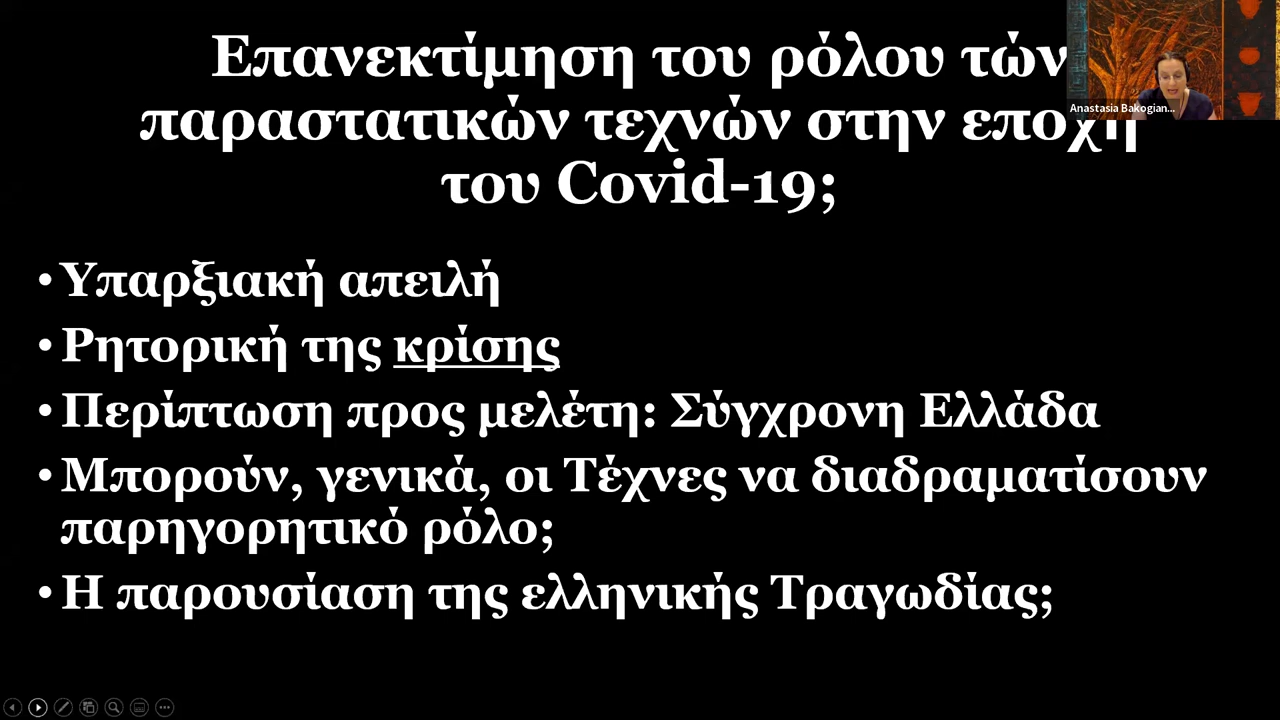 Επανεκτίμηση του ρόλου τών
παραστατικών τεχνών στην εποχή
του Covid-19;
Anastasia Bakogian...
• Υπαρξιακή απειλή
• Ρητορική της κρίσης
• Περίπτωση προς μελέτη: Σύγχρονη Ελλάδα
• Μπορούν, γενικά, οι Τέχνες να διαδραματίσουν
παρηγορητικό ρόλο;
• Η παρουσίαση της ελληνικής Τραγωδίας;